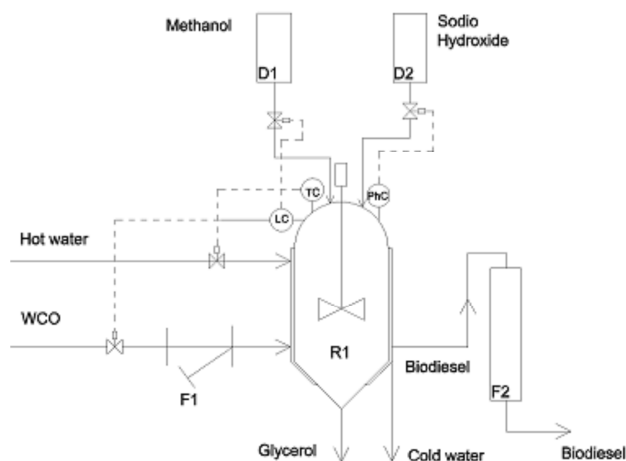 Methanol
Sodio
Hydroxide
D1
D2
TC
PhC
LC
Hot water
WCO
R1
Biodiesel
F1
F2
Glycerol
Cold water
Biodiesel